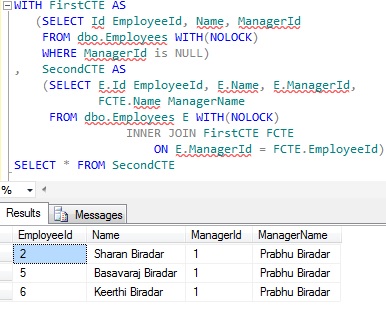 WITH FirstCTE AS
(SELECT Id EmployeeId, Name, ManagerId
FROM dbo.Employees WITH(NOLOCK)
WHERE ManagerId is NULL)
, SecondCTE AS
(SELECT E.Id EmployeeId, E.Name, E.ManagerId,
FCTE.Name ManagerName
FROM dbo.Employees E WITH(NOLOCK)
INNER JOIN FirstCTE FCTE
ON E.ManagerId = FCTE.EmployeeId)
SELECT * FROM SecondCTE
%
Results Messages
EmployeeId Name ManagerId ManagerName
2 Sharan Biradar 1 Prabhu Biradar
5 Basavaraj Biradar 1 Prabhu Biradar
6 Keerthi Biradar 1 Prabhu Biradar